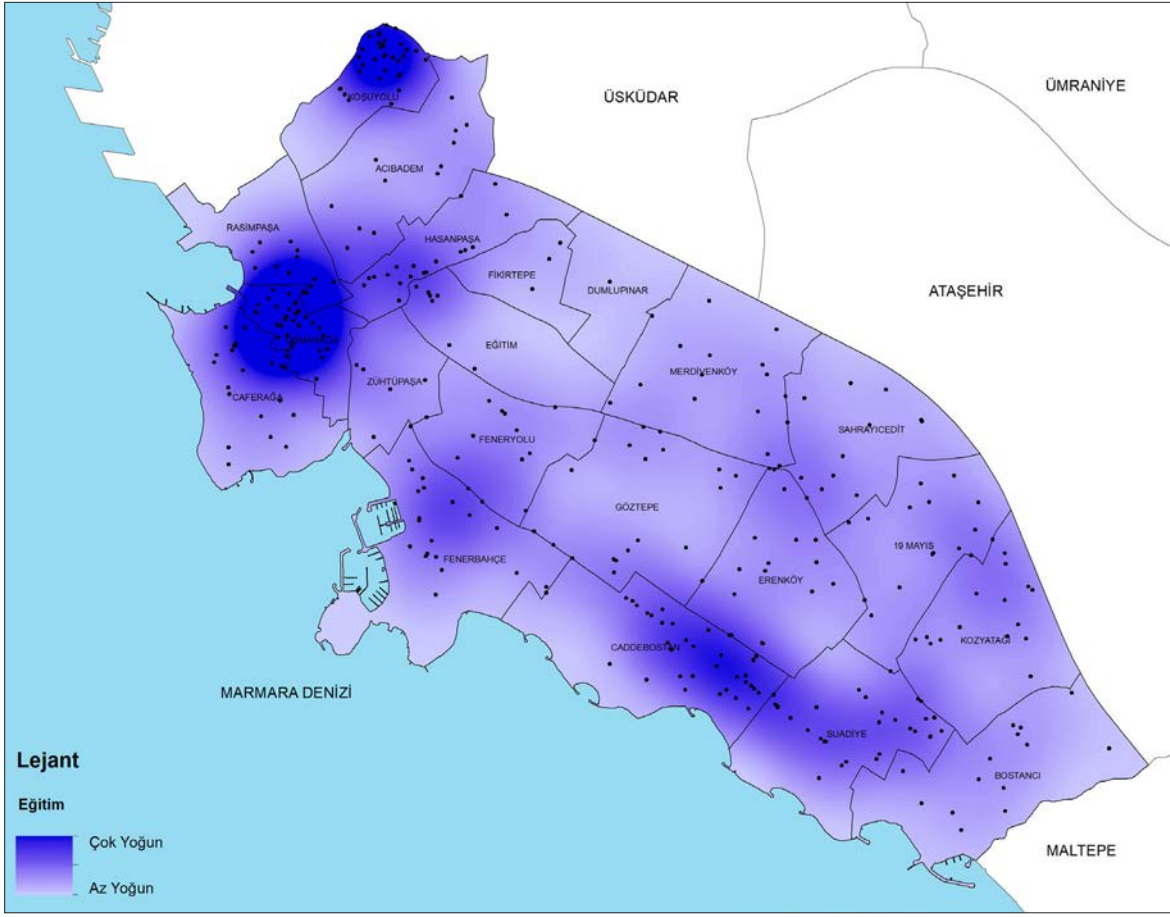 ÜMRANİYE
ÜSKÜDAR
KOŞUYOLU
ACIBADEM
RASİMPAŞA
HASANPAŞA
FİKİRTEPE
DUMLUPINAR
ATAŞEHİR
EĞİTİM
MERDİVENKÖY
ZÜHTÜPAŞA
CAFERAĞA
SAHRAYICEDİT
FENERYOLU
GÖZTEPE
19 MAYIS
FENERBAHÇE
ERENKÖY
KOZYATAĞI
CADDEBOSTAN
MARMARA DENİZİ
SUADİYE
BOSTANCI
MALTEPE
Lejant
Eğitim
Çok Yoğun
Az Yoğun